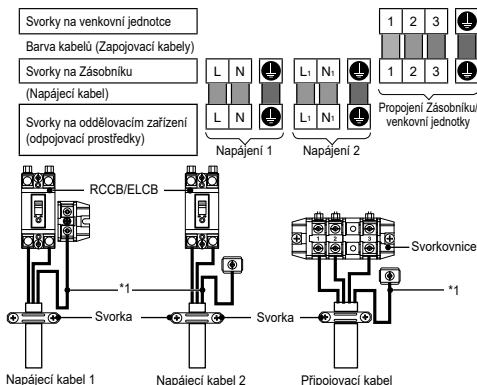 Svorky na venkovní jednotce
Barva kabelů (Zapojovací kabely)
Svorky na Zásobníku
(Napájecí kabel)
Svorky na oddělovacím zařízení
(odpojovací prostředky)
1 2 3
1 2 3
L N
L N
L1 N1
L1 N1
Napájení 1
Napájení 2
Propojení Zásobníku/
venkovní jednotky
RCCB/ELCB
1 2 3
Svorkovnice
*1
*1
Svorka
Svorka
Napájecí kabel 1
Napájecí kabel 2
Připojovací kabel